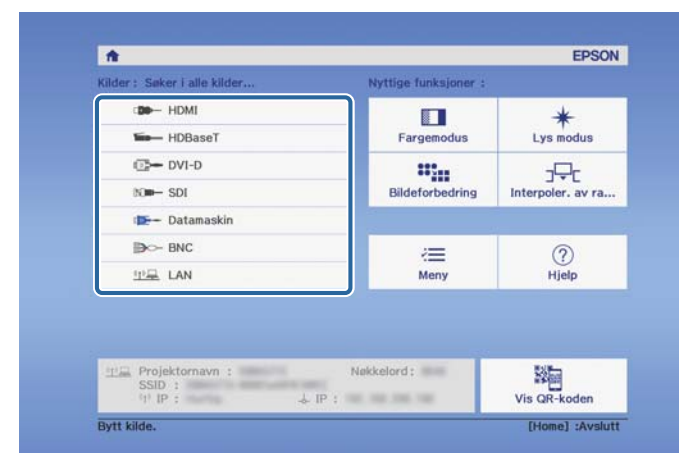 EPSON
Kilder : Søker i alle kilder...
HDMI
HDBaseT
DVI-D
SDI
Datamaskin
BNC
LAN
Nyttige funksjoner :
Fargemodus
Lys modus
Bildeforbedring
Interpoler. av ra...
Meny
Hjelp
Projektornavn : Nøkkelord :
SSID :
IP : IP :
Vis QR-koden
Bytt kilde. [Home] :Avslutt